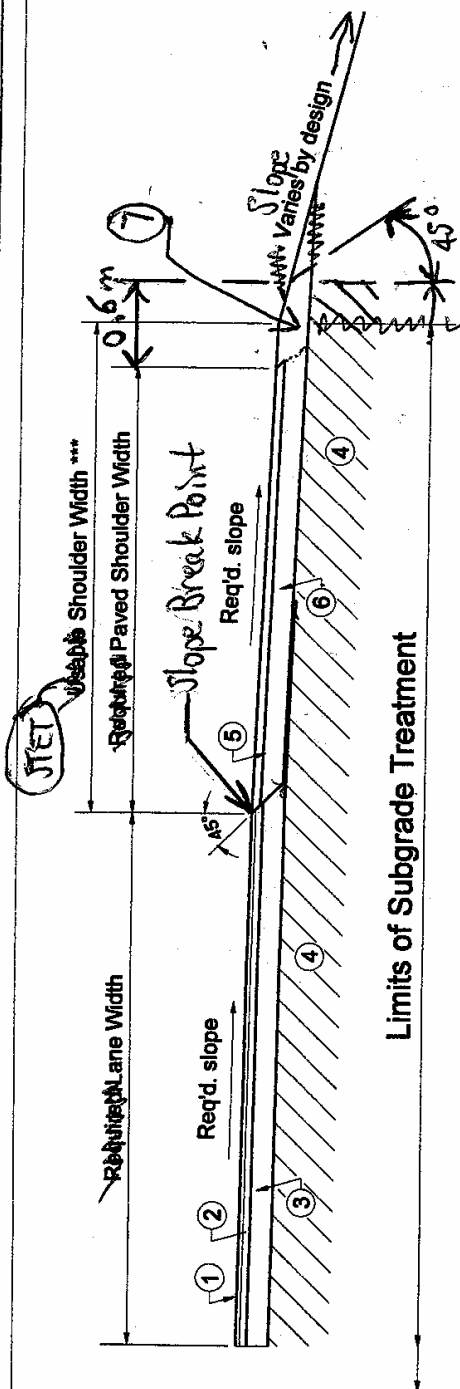 STET
Usable Shoulder Width ***
Required Paved Shoulder Width
Required Lane Width
0.6 m
7
Slope
Varies by design
45°
Slope Break Point
Req'd. slope
Req'd. slope
45°
1
2
3
4
5
6
4
Limits of Subgrade Treatment